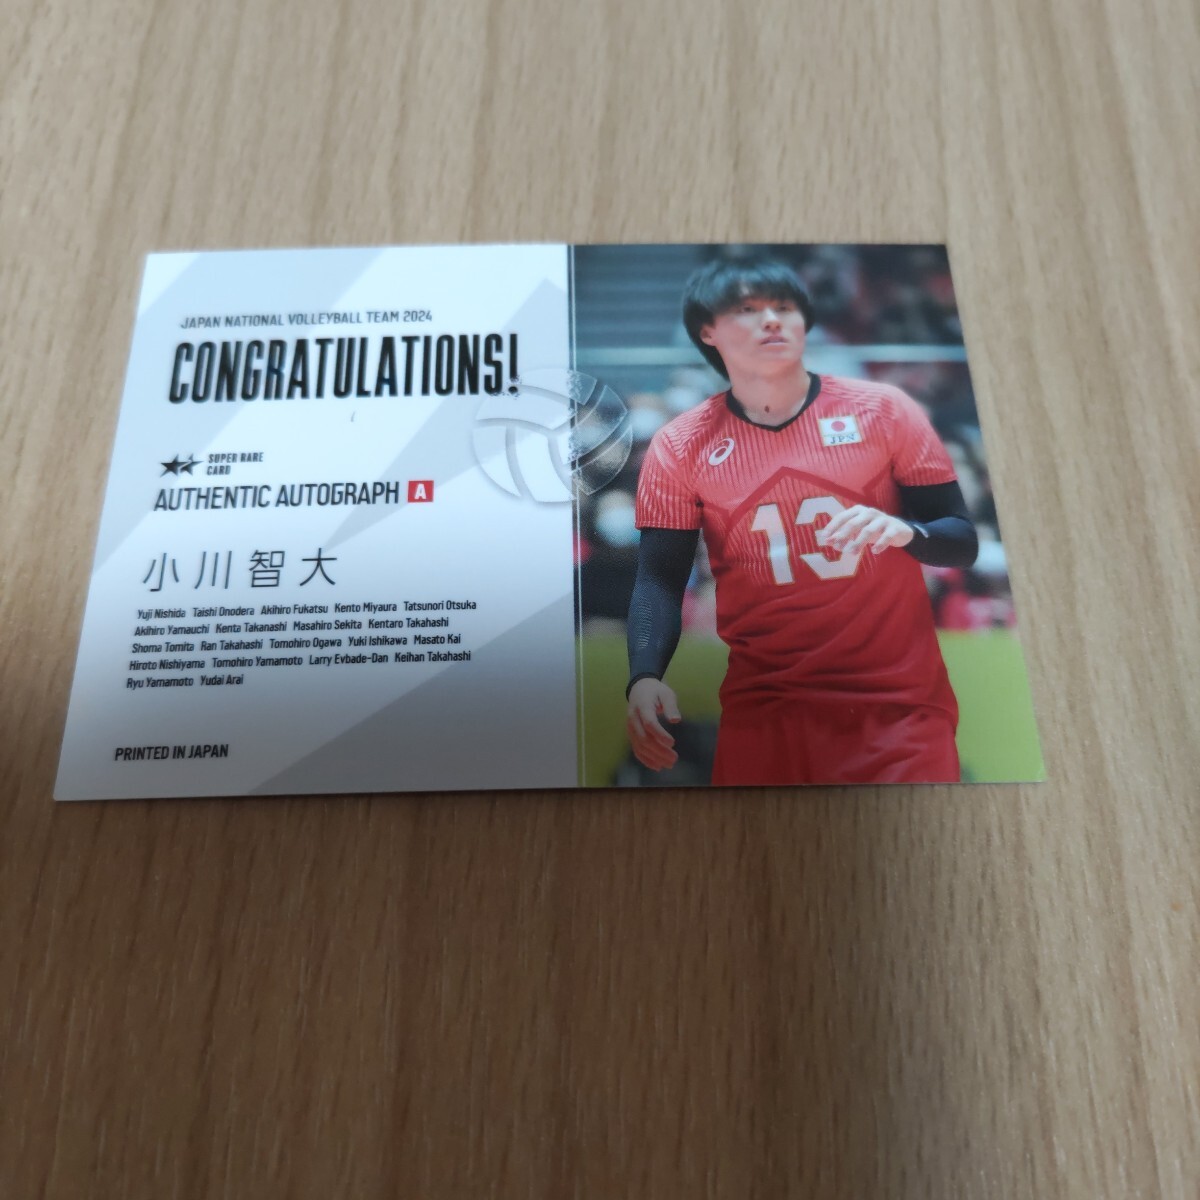 JAPAN NATIONAL VOLLEYBALL TEAM 2024
CONGRATULATIONS!
SUPER RARE
CARD
AUTHENTIC AUTOGRAPH A
小川智大
Yuji Nishida Taishi Onodera Akihiro Fukatsu Kento Miyaura Tatsunori Otsuka
Akihiro Yamauchi Kenta Takanashi Masahiro Sekita Kentaro Takahashi
Shoma Tomita Ran Takahashi Tomohiro Ogawa Yuki Ishikawa Masato Kai
Hiroto Nishiyama Tomohiro Yamamoto Larry Evbade-Dan Keihan Takahashi
Ryu Yamamoto Yudai Arai
PRINTED IN JAPAN
JPN
13